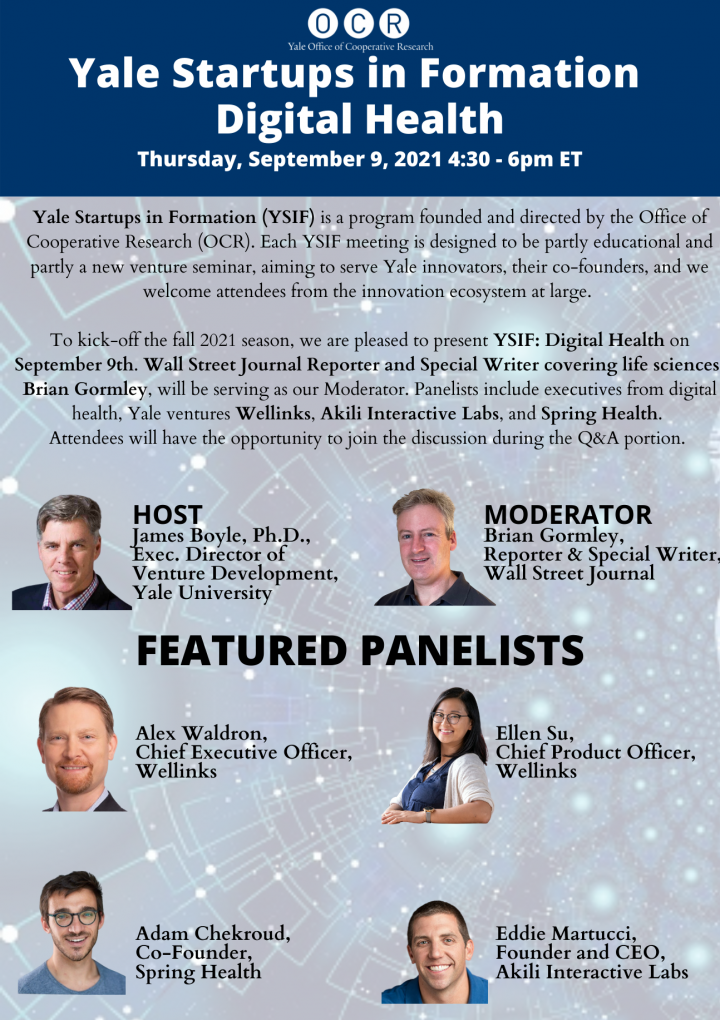 OCR
Yale Office of Cooperative Research
Yale Startups in Formation
Digital Health
Thursday, September 9, 2021 4:30 - 6pm ET
Yale Startups in Formation (YSIF) is a program founded and directed by the Office of
Cooperative Research (OCR). Each YSIF meeting is designed to be partly educational and
partly a new venture seminar, aiming to serve Yale innovators, their co-founders, and we
welcome attendees from the innovation ecosystem at large.
To kick-off the fall 2021 season, we are pleased to present YSIF: Digital Health on
September 9th. Wall Street Journal Reporter and Special Writer covering life sciences
Brian Gormley, will be serving as our Moderator. Panelists include executives from digital
health, Yale ventures Wellinks, Akili Interactive Labs, and Spring Health.
Attendees will have the opportunity to join the discussion during the Q&A portion.
HOST
James Boyle, Ph.D.,
Exec. Director of
Venture Development,
Yale University
MODERATOR
Brian Gormley,
Reporter & Special Writer,
Wall Street Journal
FEATURED PANELISTS
Alex Waldron,
Chief Executive Officer,
Wellinks
Ellen Su,
Chief Product Officer,
Wellinks
Adam Chekroud,
Co-Founder,
Spring Health
Eddie Martucci,
Founder and CEO,
Akili Interactive Labs